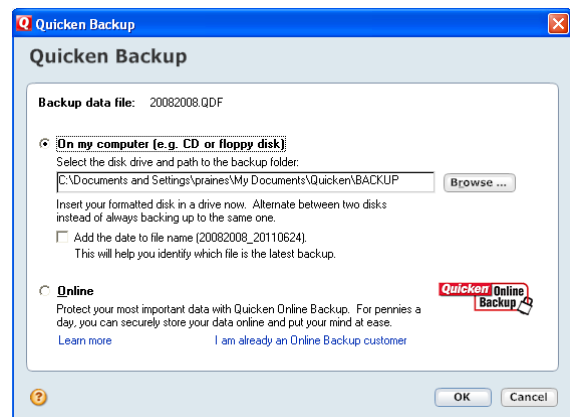 Quicken Backup
Quicken Backup
Backup data file: 20082008.QDF
On my computer (e.g. CD or floppy disk)
Select the disk drive and path to the backup folder:
C:\Documents and Settings\praines\My Documents\Quicken\BACKUP
Browse ...
Insert your formatted disk in a drive now. Alternate between two disks
instead of always backing up to the same one.
Add the date to file name (20082008_20110624).
This will help you identify which file is the latest backup.
Online
Quicken Online
Backup
Protect your most important data with Quicken Online Backup. For pennies a
day, you can securely store your data online and put your mind at ease.
Learn more
I am already an Online Backup customer
OK
Cancel